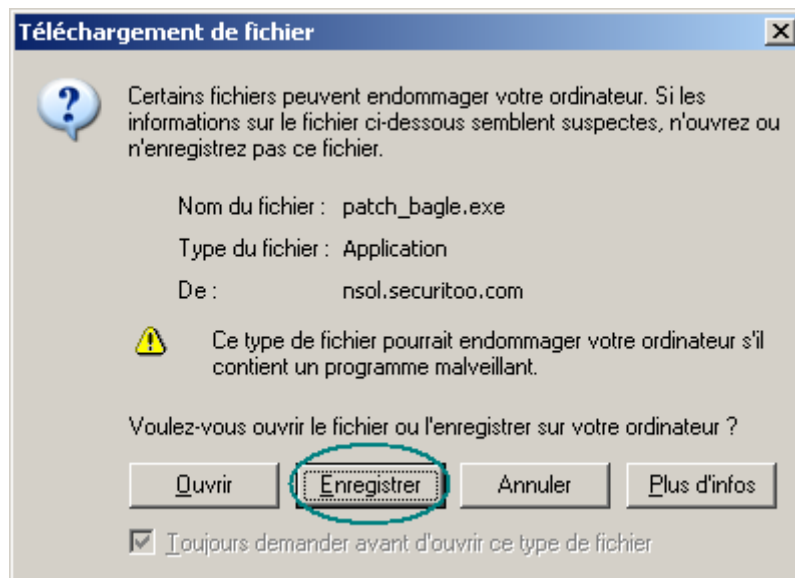 Téléchargement de fichier
Certains fichiers peuvent endommager votre ordinateur. Si les
informations sur le fichier ci-dessous semblent suspectes, n'ouvrez ou
n'enregistrez pas ce fichier.
Nom du fichier : patch_bagle.exe
Type du fichier : Application
De : nsol.securitoo.com
Ce type de fichier pourrait endommager votre ordinateur s'il
contient un programme malveillant.
Voulez-vous ouvrir le fichier ou l'enregistrer sur votre ordinateur ?
Ouvrir Enregistrer Annuler Plus d'infos
Toujours demander avant d'ouvrir ce type de fichier